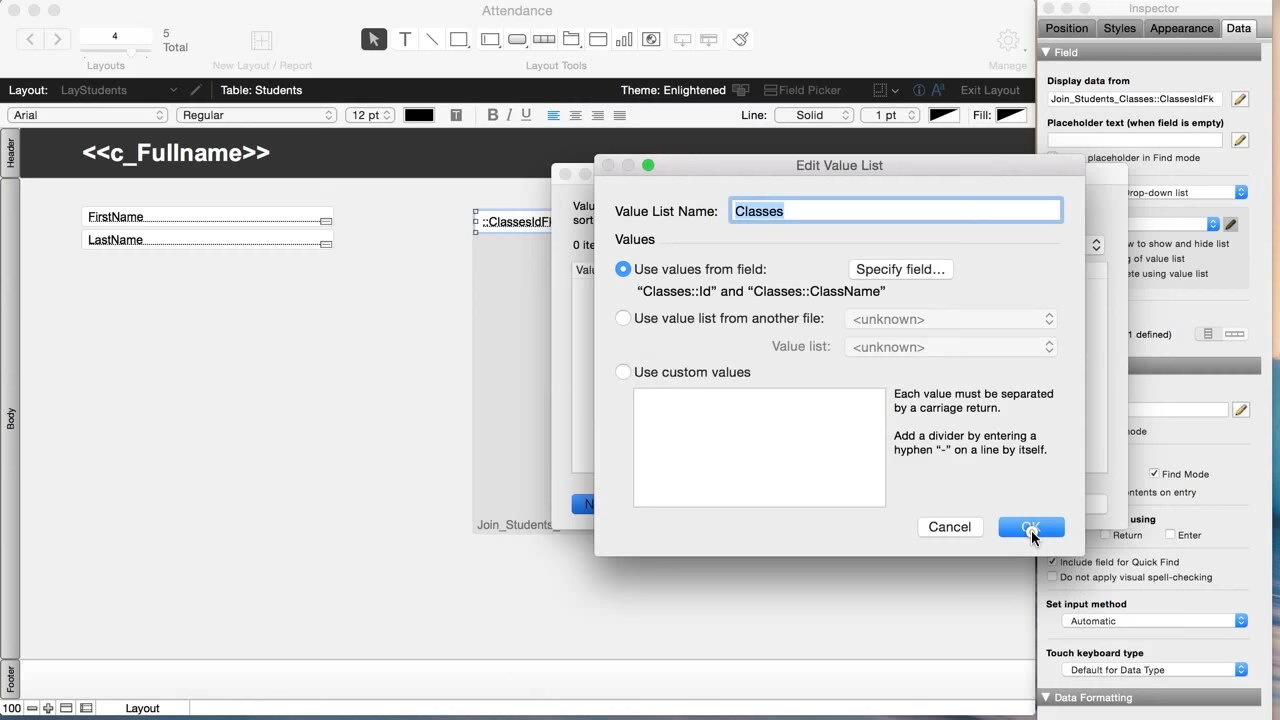 Attendance
Inspector
4
5
Total
Layouts
New Layout / Report
Layout Tools
Manage
Position
Styles
Appearance
Data
Field
Layout:
LayStudents
Table: Students
Theme: Enlightened
Field Picker
Exit Layout
Display data from
Join_Students_Classes::ClassesIdFk
Arial
Regular
12 pt
B
I
U
Line:
Solid
1 pt
Fill:
Placeholder text (when field is empty)
placeholder in Find mode
Header
<<c_Fullname>>
Edit Value List
rop-down list
FirstName
LastName
::ClassesIdF
Valu
sort
0 ite
Valu
Value List Name:
Classes
Values
w to show and hide list
g of value list
ete using value list
Use values from field:
Specify field...
“Classes::Id” and “Classes::ClassName”
Use value list from another file:
<unknown>
1 defined)
Value list:
<unknown>
Use custom values
Each value must be separated
by a carriage return.
Add a divider by entering a
hyphen “-” on a line by itself.
Body
ode
Find Mode
ntents on entry
N
Join_Students_
Cancel
OK
using
Return
Enter
Include field for Quick Find
Do not apply visual spell-checking
Set input method
Automatic
Touch keyboard type
Default for Data Type
Footer
Data Formatting
100
Layout